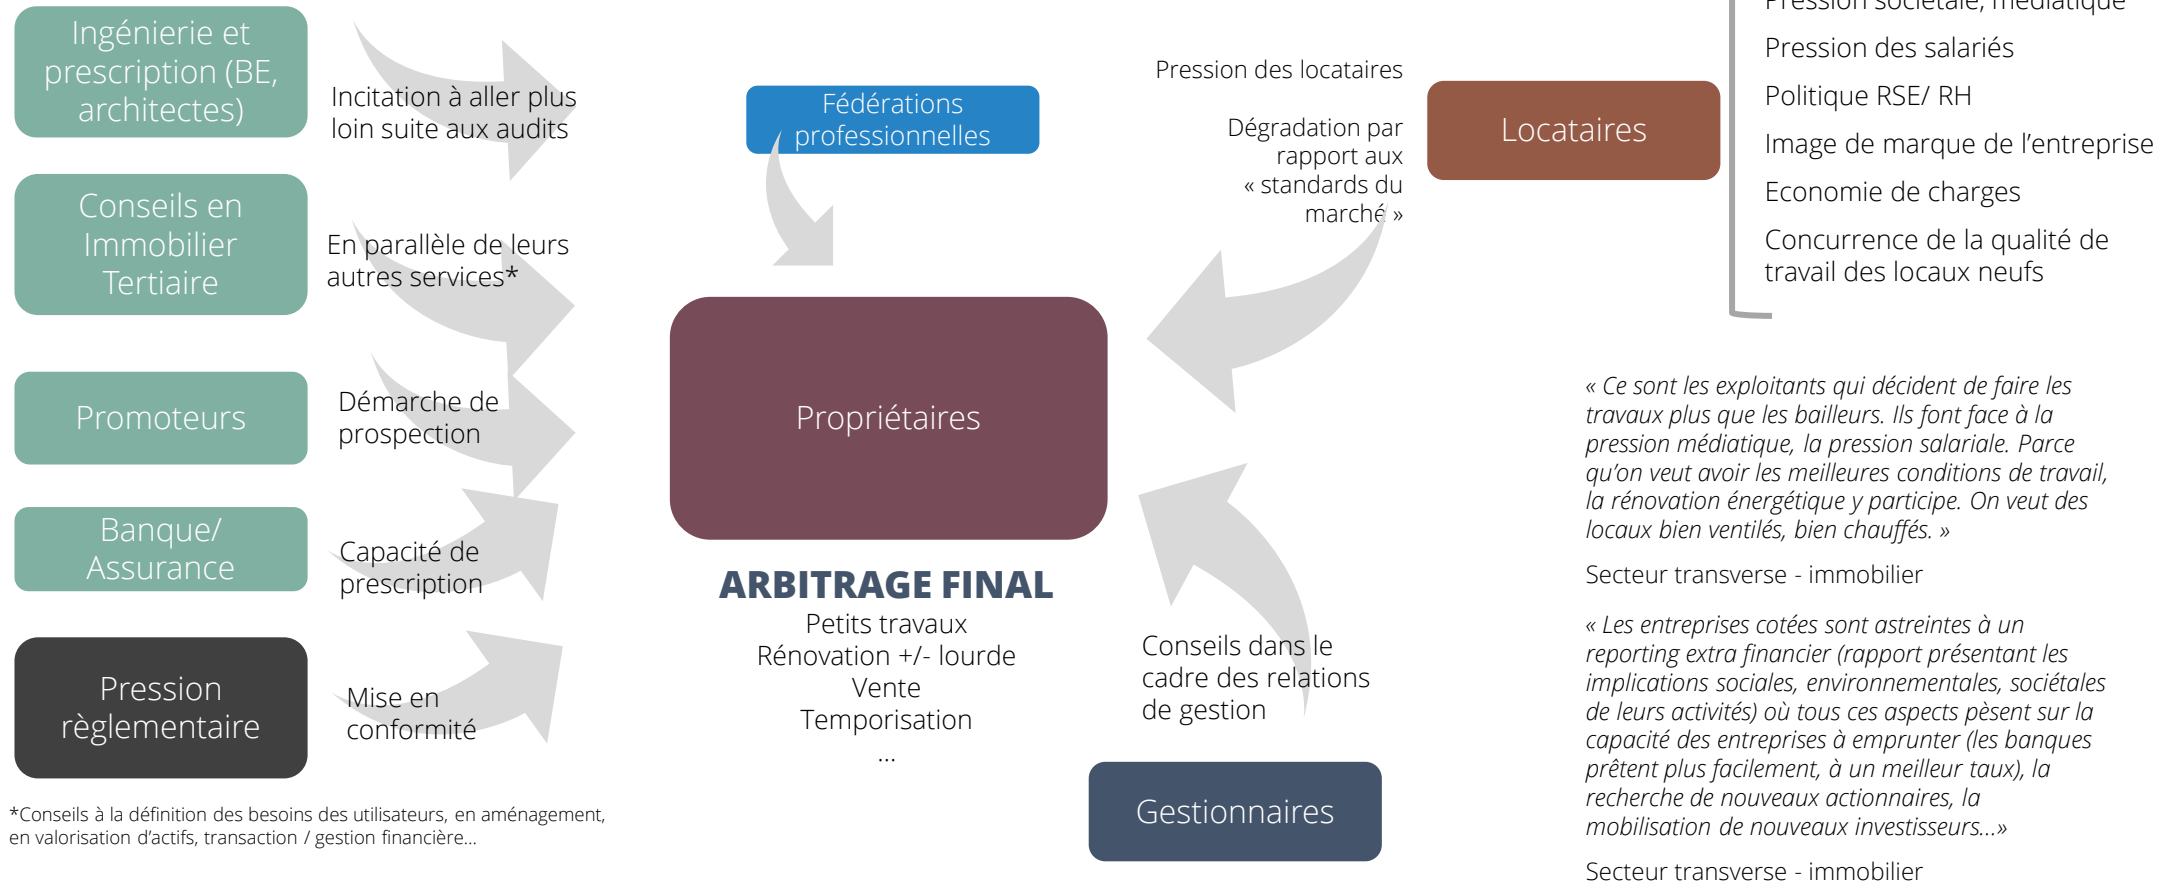 Ingénierie et
prescription (BE,
architectes)
Incitation à aller plus
loin suite aux audits
Conseils en
Immobilier
Tertiaire
En parallèle de leurs
autres services*
Promoteurs
Démarche de
prospection
Banque/
Assurance
Capacité de
prescription
Pression
règlementaire
Mise en
conformité
*Conseils à la définition des besoins des utilisateurs, en aménagement,
en valorisation d'actifs, transaction / gestion financière...
Fédérations
professionnelles
Propriétaires
ARBITRAGE FINAL
Petits travaux
Rénovation +/- lourde
Vente
Temporisation
...
Pression des locataires
Dégradation par
rapport aux
« standards du
marché »
Locataires
Conseils dans le
cadre des relations
de gestion
Gestionnaires
Pression sociétale, médiatique
Pression des salariés
Politique RSE/ RH
Image de marque de l'entreprise
Economie de charges
Concurrence de la qualité de
travail des locaux neufs
« Ce sont les exploitants qui décident de faire les
travaux plus que les bailleurs. Ils font face à la
pression médiatique, la pression salariale. Parce
qu'on veut avoir les meilleures conditions de travail,
la rénovation énergétique y participe. On veut des
locaux bien ventilés, bien chauffés. »
Secteur transverse - immobilier
« Les entreprises cotées sont astreintes à un
reporting extra financier (rapport présentant les
implications sociales, environnementales, sociétales
de leurs activités) où tous ces aspects pèsent sur la
capacité des entreprises à emprunter (les banques
prêtent plus facilement, à un meilleur taux), la
recherche de nouveaux actionnaires, la
mobilisation de nouveaux investisseurs...»
Secteur transverse - immobilier